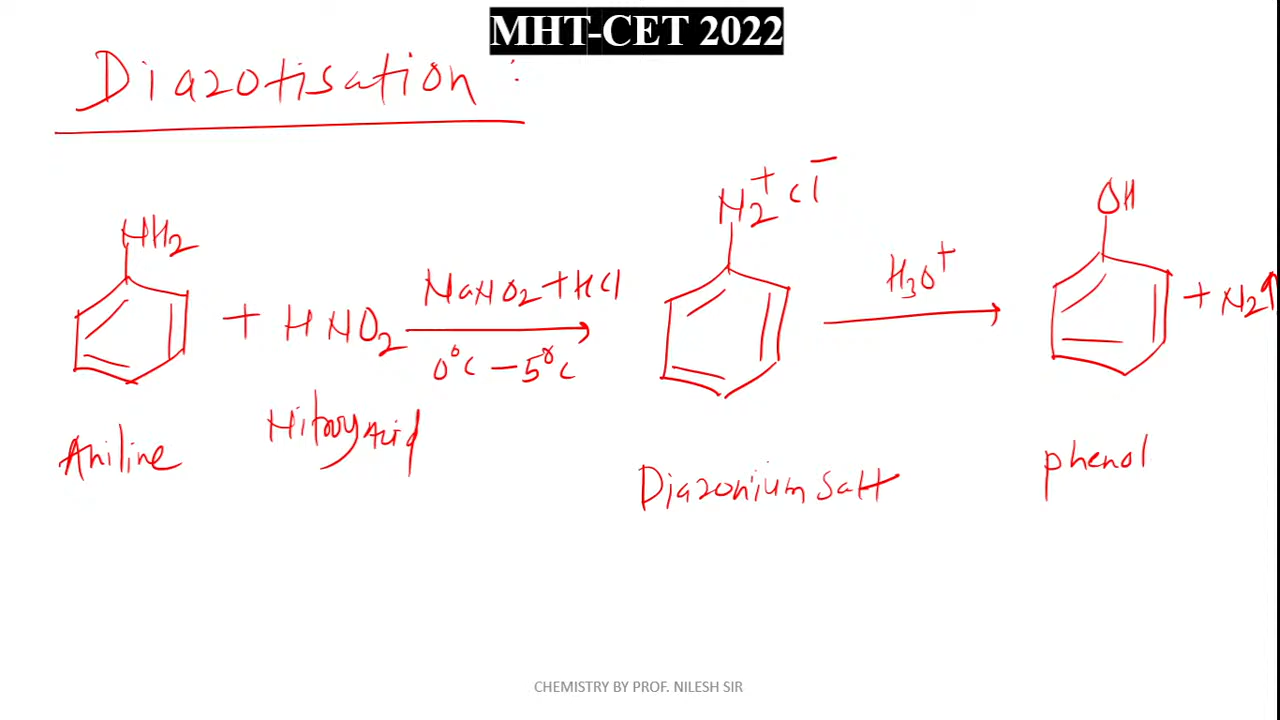 MHT-CET 2022
Diazotisation :
NH2 + HNO2 NaNO2 + HCl 0°C – 5°C N2+ Cl– H3O+ OH + N2↑
Aniline Nitrous Acid Diazonium Salt phenol
CHEMISTRY BY PROF. NILESH SIR